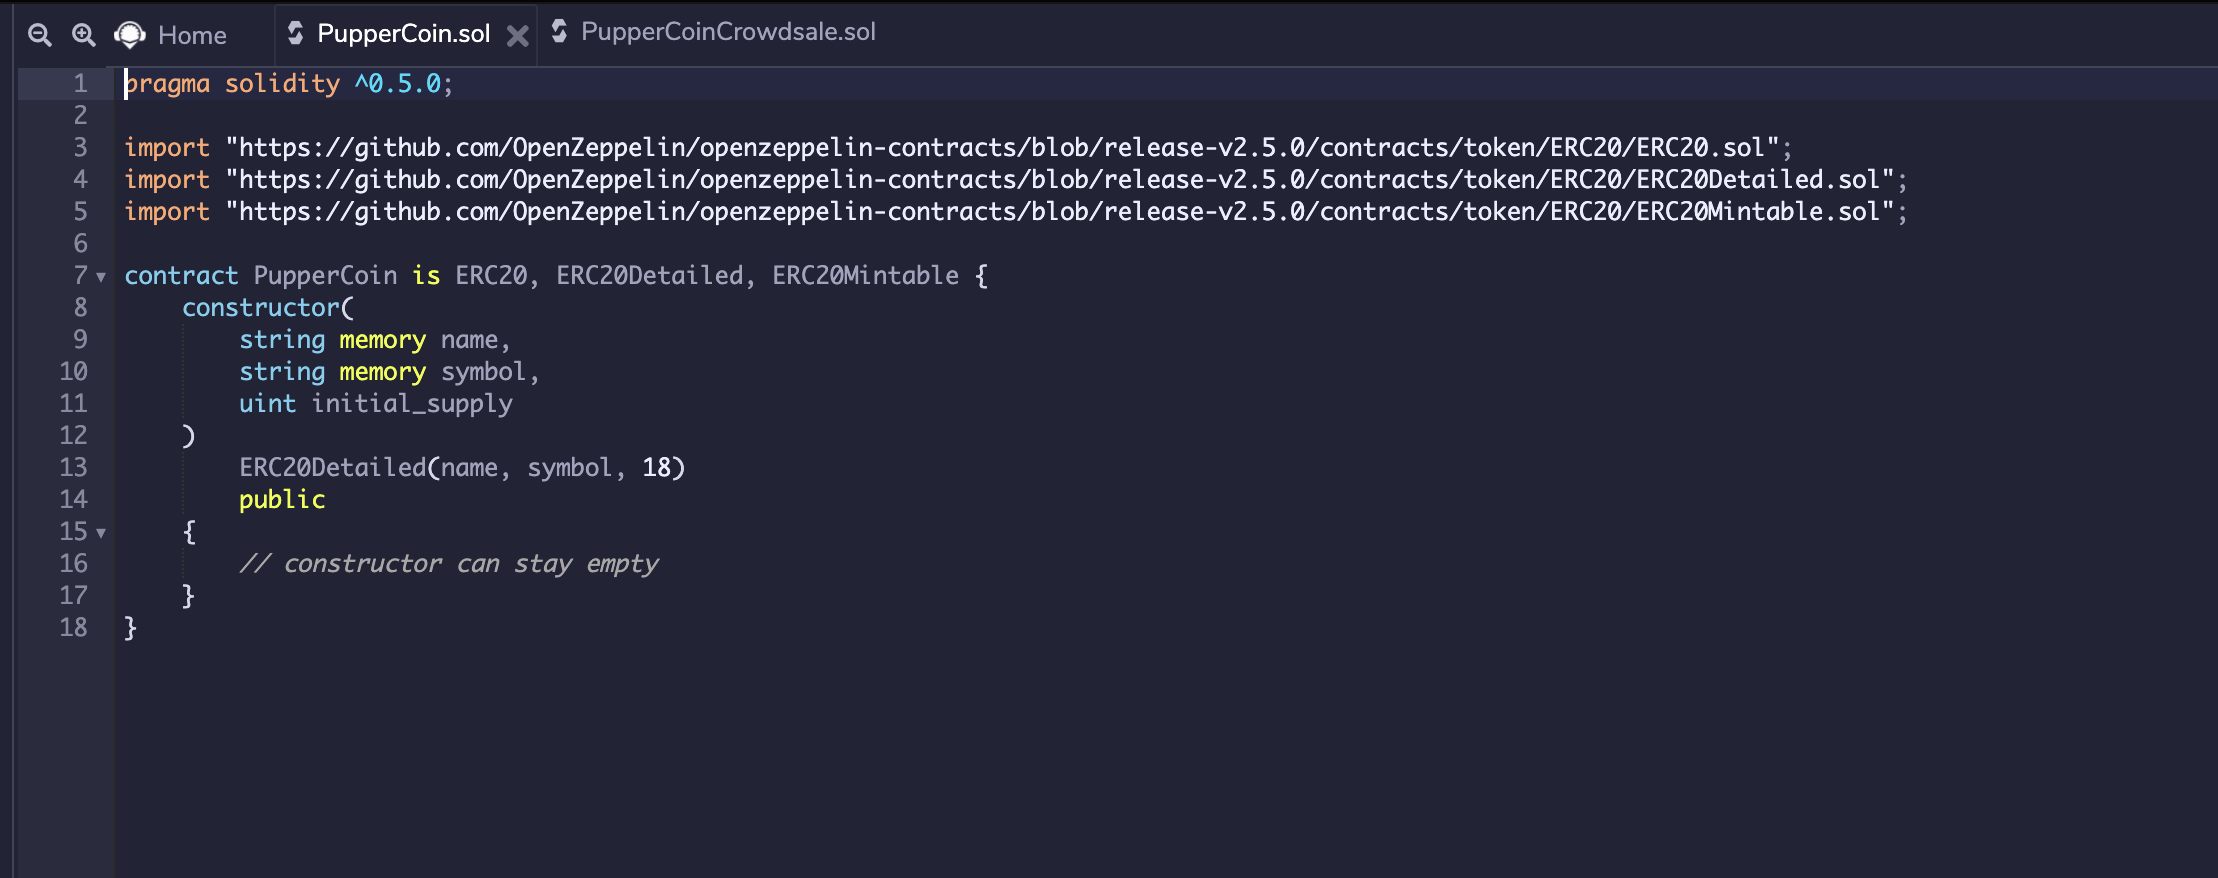 Home PupperCoin.sol PupperCoinCrowdsale.sol
1 pragma solidity ^0.5.0;
2
3 import "https://github.com/OpenZeppelin/openzeppelin-contracts/blob/release-v2.5.0/contracts/token/ERC20/ERC20.sol";
4 import "https://github.com/OpenZeppelin/openzeppelin-contracts/blob/release-v2.5.0/contracts/token/ERC20/ERC20Detailed.sol";
5 import "https://github.com/OpenZeppelin/openzeppelin-contracts/blob/release-v2.5.0/contracts/token/ERC20/ERC20Mintable.sol";
6
7 contract PupperCoin is ERC20, ERC20Detailed, ERC20Mintable {
8 constructor(
9 string memory name,
10 string memory symbol,
11 uint initial_supply
12 )
13 ERC20Detailed(name, symbol, 18)
14 public
15 {
16 // constructor can stay empty
17 }
18 }